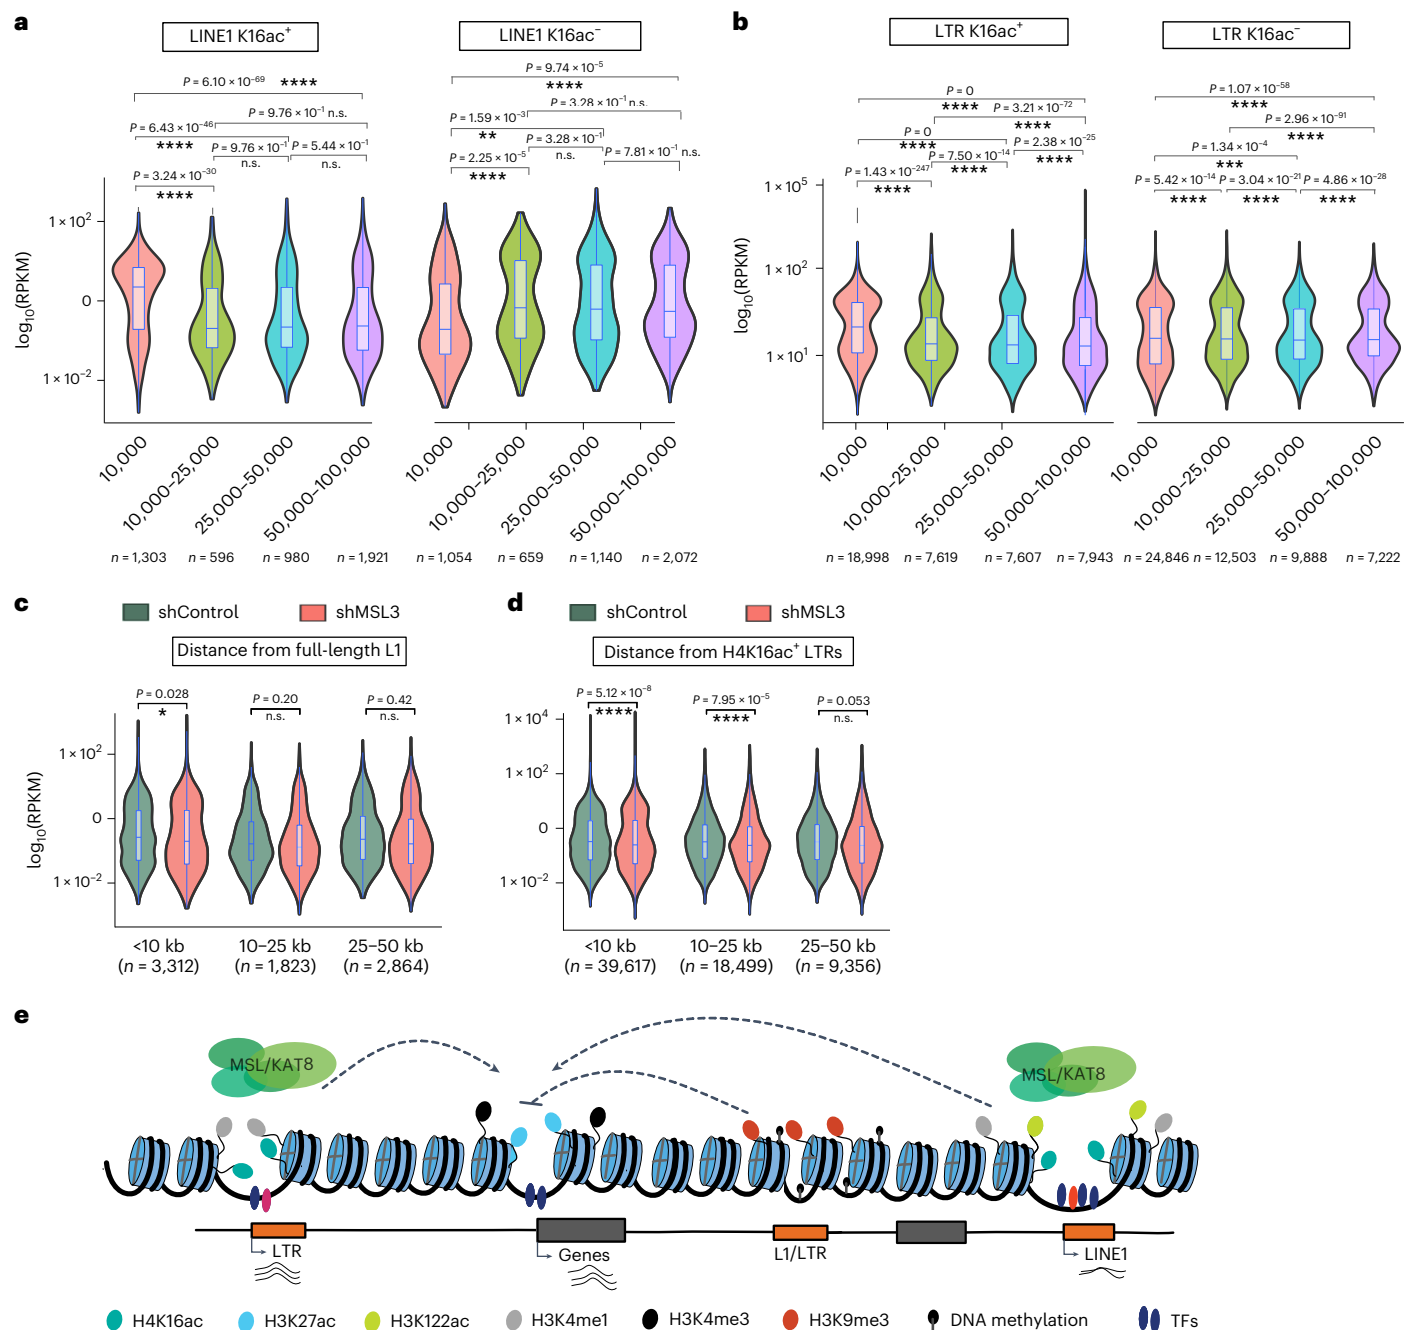 a
LINE1 K16ac+
LINE1 K16ac−
P = 6.10 × 10−69 ****
P = 9.76 × 10−1 n.s.
P = 6.43 × 10−46
****
P = 9.76 × 10−1
n.s.
P = 5.44 × 10−1
n.s.
P = 3.24 × 10−30
****
P = 9.74 × 10−5
****
P = 3.28 × 10−1 n.s.
P = 1.59 × 10−3
**
P = 3.28 × 10−1
n.s.
P = 7.81 × 10−1 n.s.
P = 2.25 × 10−5
****
log10(RPKM)
1 × 10²
0
1 × 10−2
10,000
10,000–25,000
25,000–50,000
50,000–100,000
10,000
10,000–25,000
25,000–50,000
50,000–100,000
n = 1,303 n = 596 n = 980 n = 1,921 n = 1,054 n = 659 n = 1,140 n = 2,072
b
LTR K16ac+
LTR K16ac−
P = 0
****
P = 3.21 × 10−72
****
P = 0
****
P = 2.38 × 10−25
****
P = 7.50 × 10−14
****
P = 1.43 × 10−247
****
P = 1.07 × 10−58
****
P = 2.96 × 10−91
****
P = 1.34 × 10−4
***
P = 5.42 × 10−14 P = 3.04 × 10−21 P = 4.86 × 10−28
**** **** ****
log10(RPKM)
1 × 10⁵
1 × 10²
1 × 10¹
10,000
10,000–25,000
25,000–50,000
50,000–100,000
10,000
10,000–25,000
25,000–50,000
50,000–100,000
n = 18,998 n = 7,619 n = 7,607 n = 7,943 n = 24,846 n = 12,503 n = 9,888 n = 7,222
c
shControl shMSL3
Distance from full-length L1
P = 0.028 P = 0.20 P = 0.42
* n.s. n.s.
log10(RPKM)
1 × 10²
0
1 × 10−2
<10 kb 10–25 kb 25–50 kb
(n = 3,312) (n = 1,823) (n = 2,864)
d
shControl shMSL3
Distance from H4K16ac+ LTRs
P = 5.12 × 10−8 P = 7.95 × 10−5 P = 0.053
**** **** n.s.
1 × 10⁴
1 × 10²
0
1 × 10−2
<10 kb 10–25 kb 25–50 kb
(n = 39,617) (n = 18,499) (n = 9,356)
e
MSL/KAT8
MSL/KAT8
LTR Genes L1/LTR LINE1
H4K16ac H3K27ac H3K122ac H3K4me1 H3K4me3 H3K9me3 DNA methylation TFs